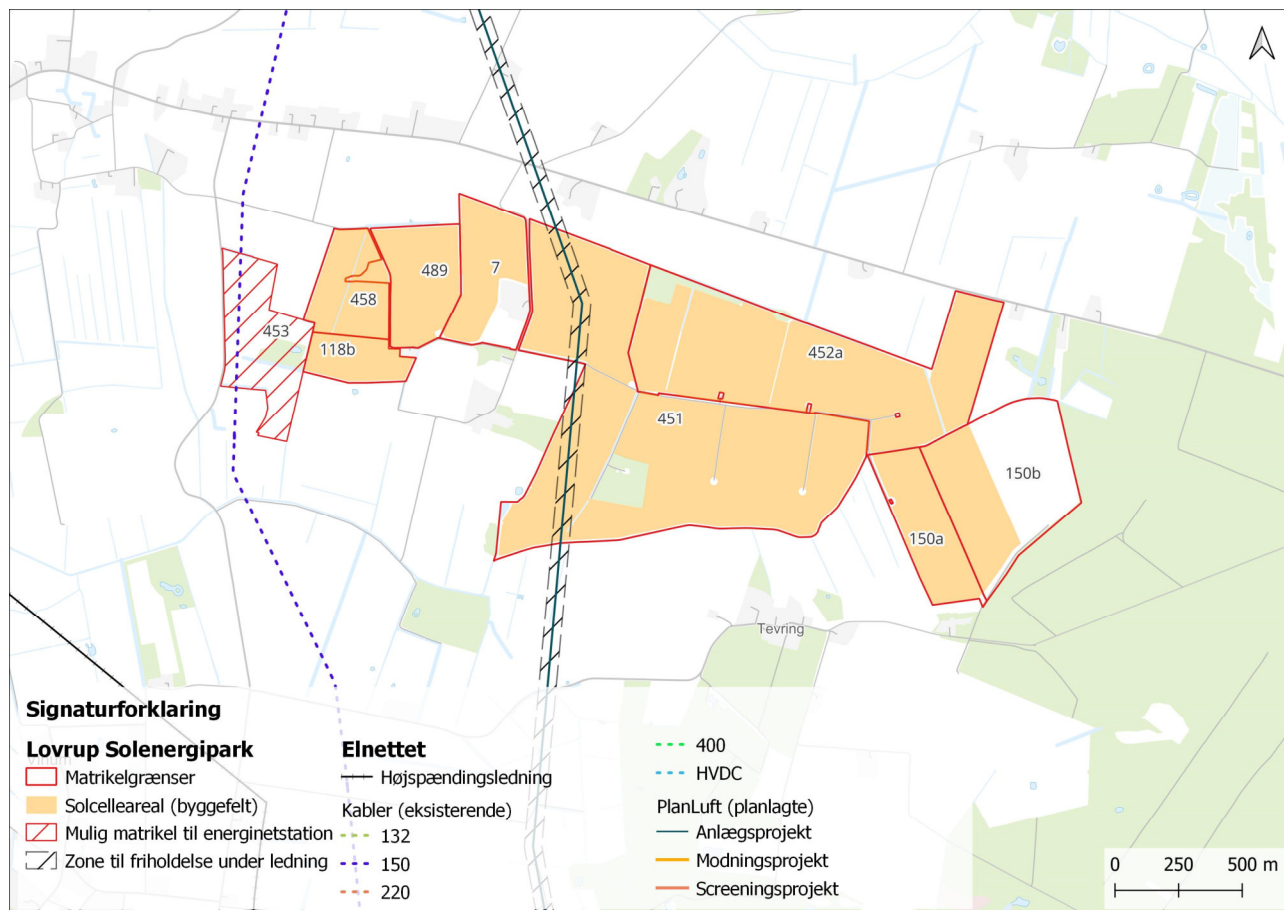 489
7
458
453
118b
452a
451
150b
150a
Tevring
Signaturforklaring
Lovrup Solenergipark
Matrikelgrænser
Solcelleareal (byggefelt)
Mulig matrikel til energinetstation
Zone til friholdelse under ledning
Elnettet
Højspændingsledning
Kabler (eksisterende)
132
150
220
400
HVDC
PlanLuft (planlagte)
Anlægsprojekt
Modningsprojekt
Screeningsprojekt
0 250 500 m